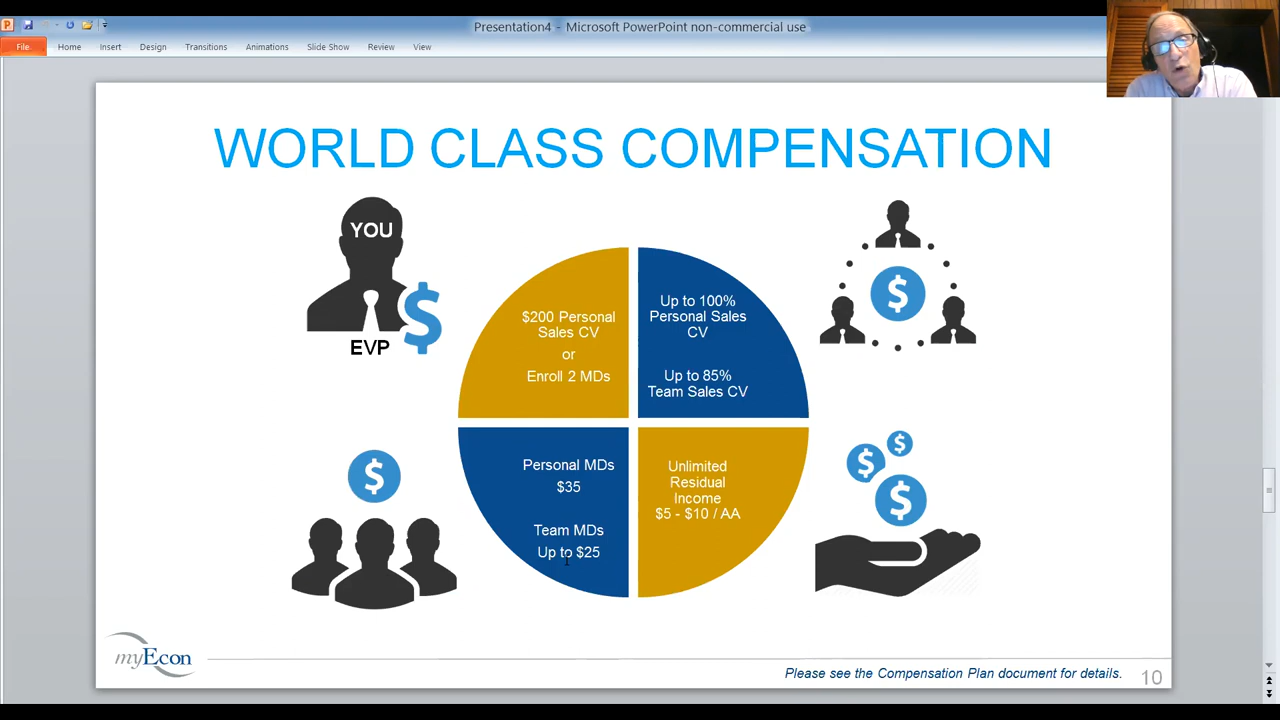 Presentation4 - Microsoft PowerPoint non-commercial use
File Home Insert Design Transitions Animations Slide Show Review View
WORLD CLASS COMPENSATION
YOU
EVP
$
$200 Personal
Sales CV
or
Enroll 2 MDs
Up to 100%
Personal Sales
CV
Up to 85%
Team Sales CV
$
$
Personal MDs
$35
Team MDs
Up to $25
Unlimited
Residual
Income
$5 - $10 / AA
$
$
$
myEcon
Please see the Compensation Plan document for details.
10